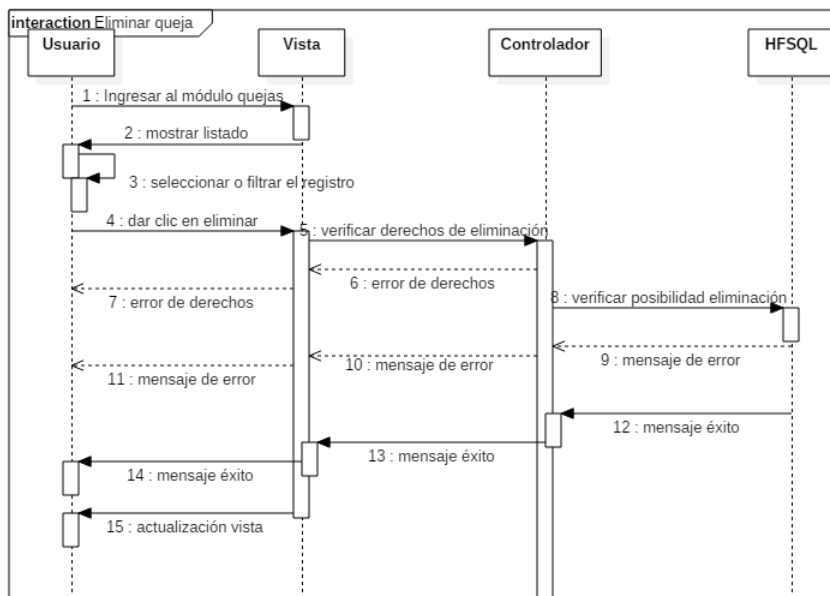 interaction Eliminar queja
Usuario
Vista
Controlador
HFSQL
1 : Ingresar al módulo quejas
2 : mostrar listado
3 : seleccionar o filtrar el registro
4 : dar clic en eliminar
5 : verificar derechos de eliminación
6 : error de derechos
7 : error de derechos
8 : verificar posibilidad eliminación
9 : mensaje de error
10 : mensaje de error
11 : mensaje de error
12 : mensaje éxito
13 : mensaje éxito
14 : mensaje éxito
15 : actualización vista